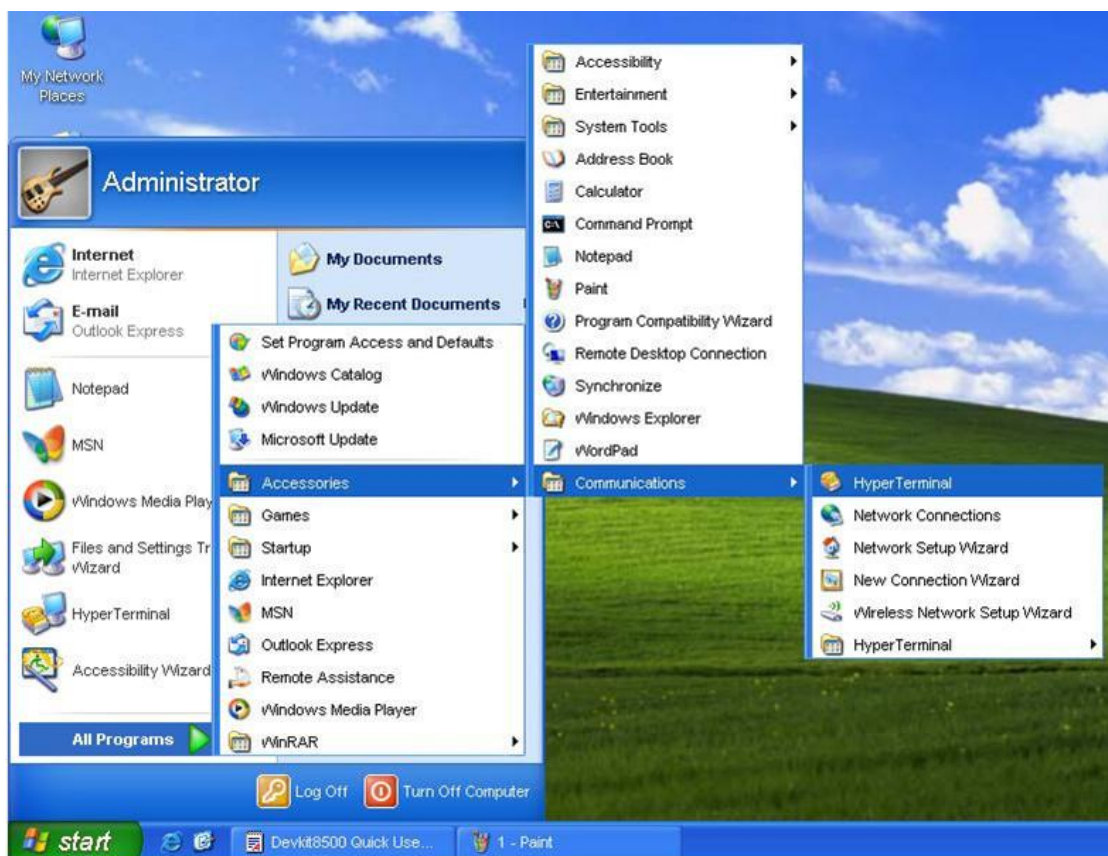 My Network
Places
Administrator
Internet
Internet Explorer
E-mail
Outlook Express
Notepad
MSN
Windows Media Play
Files and Settings Tr
Wizard
HyperTerminal
Accessibility Wizard
All Programs
My Documents
My Recent Documents
Set Program Access and Defaults
Windows Catalog
Windows Update
Microsoft Update
Accessories
Games
Startup
Internet Explorer
MSN
Outlook Express
Remote Assistance
Windows Media Player
WinRAR
Accessibility
Entertainment
System Tools
Address Book
Calculator
Command Prompt
Notepad
Paint
Program Compatibility Wizard
Remote Desktop Connection
Synchronize
Windows Explorer
WordPad
Communications
HyperTerminal
Network Connections
Network Setup Wizard
New Connection Wizard
Wireless Network Setup Wizard
HyperTerminal
Log Off
Turn Off Computer
start
Devkit8500 Quick Use...
1 - Paint